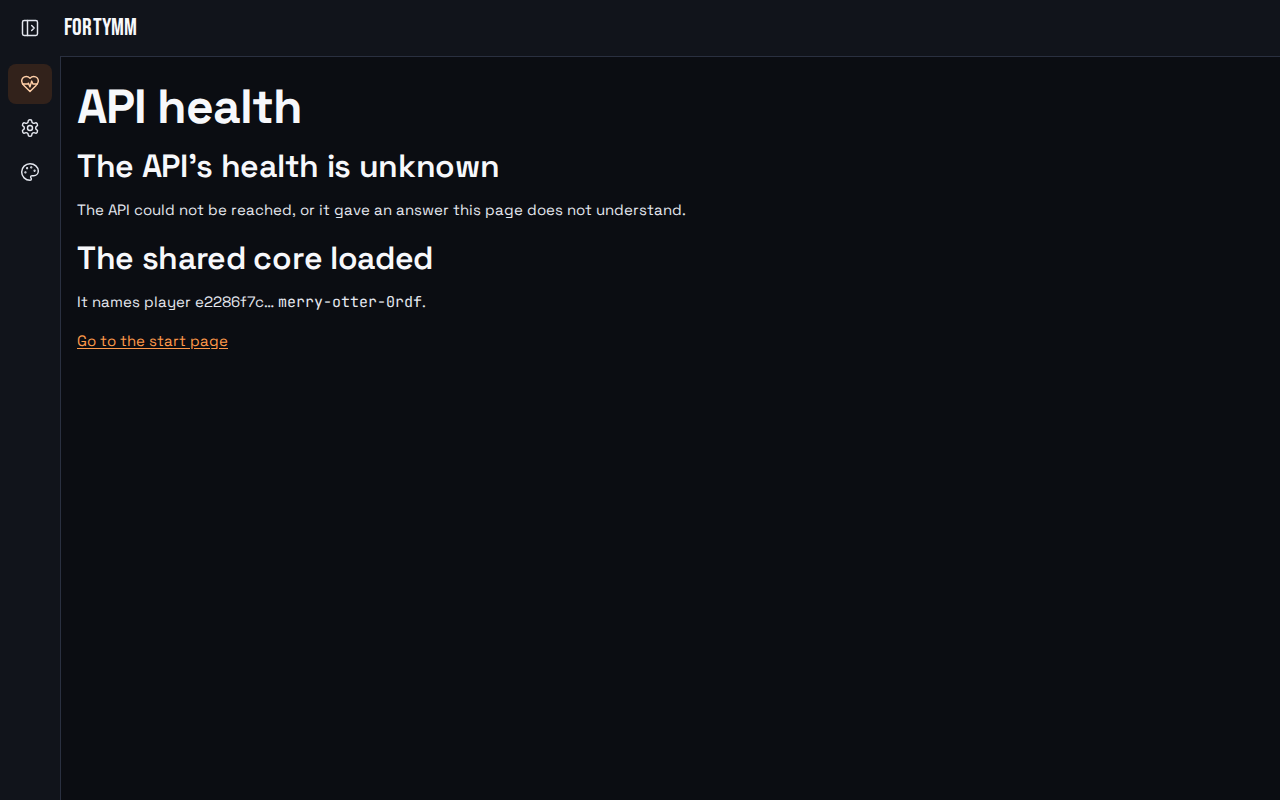 FORTYMM
API health
The API’s health is unknown
The API could not be reached, or it gave an answer this page does not understand.
The shared core loaded
It names player e2286f7c… merry-otter-0rdf.
Go to the start page